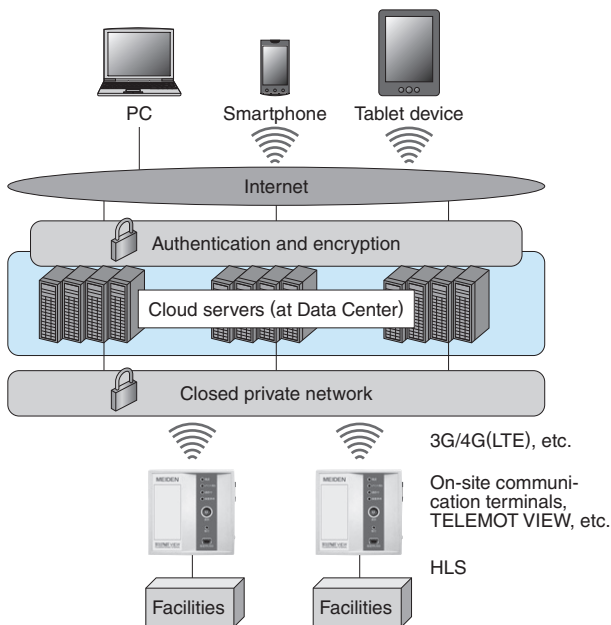 PC
Smartphone
Tablet device
Internet
Authentication and encryption
Cloud servers (at Data Center)
Closed private network
3G/4G(LTE), etc.
MEIDEN
MEIDEN
On-site communi-
cation terminals,
TELEMOT VIEW, etc.
HLS
Facilities
Facilities